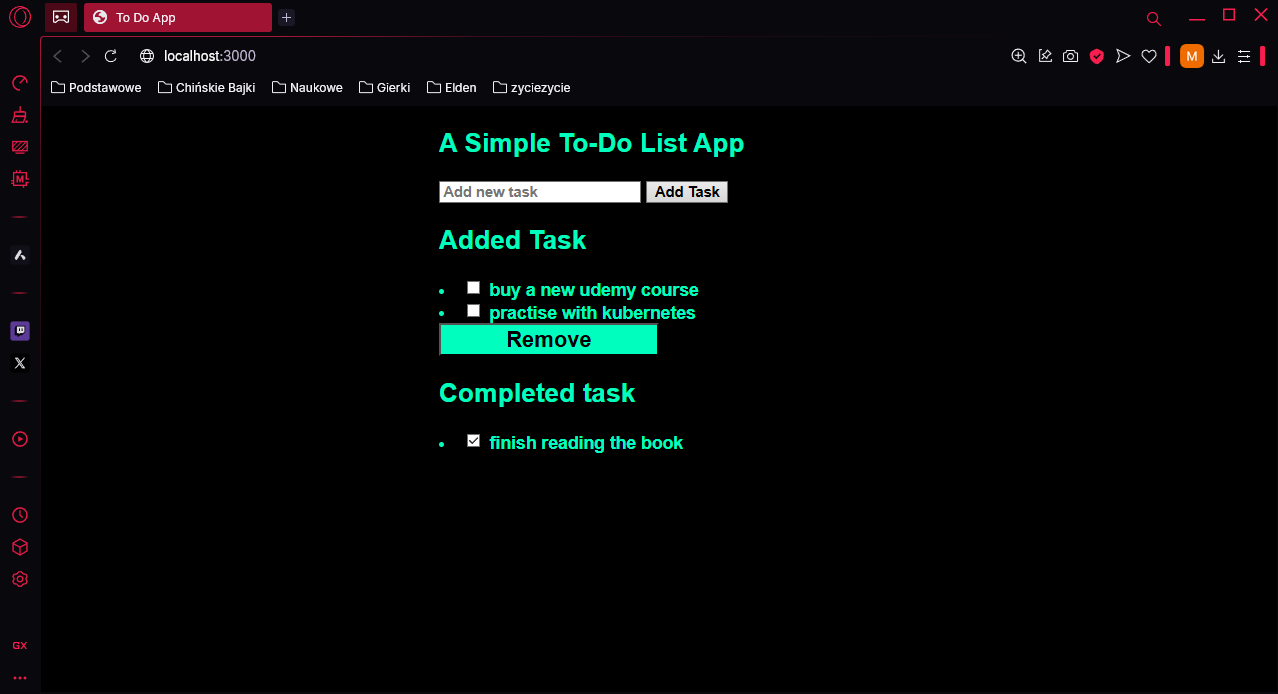 To Do App
localhost:3000
M
Podstawowe Chińskie Bajki Naukowe Gierki Elden zyciezycie
M
A Simple To-Do List App
Add new task Add Task
Added Task
buy a new udemy course
practise with kubernetes
Remove
Completed task
finish reading the book
GX